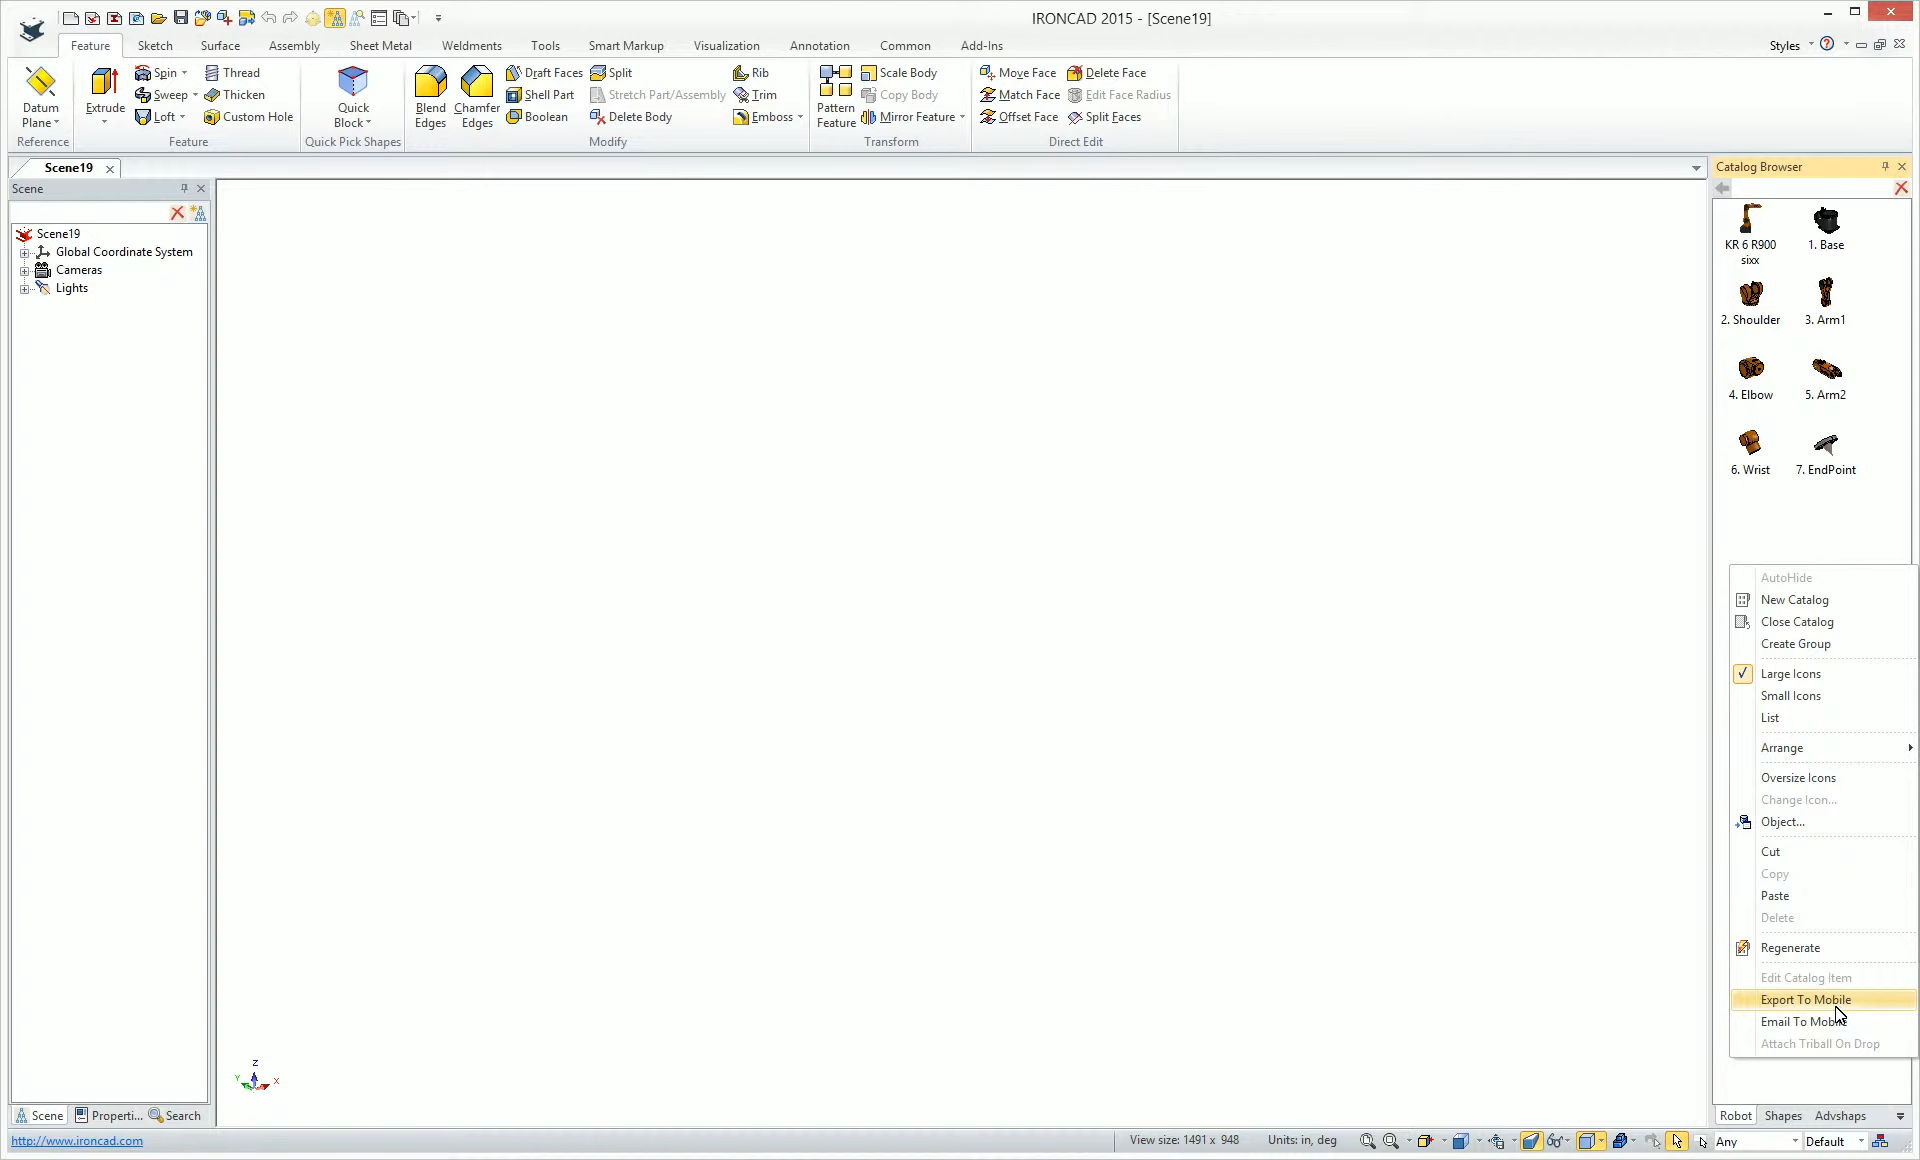 IRONCAD 2015 - [Scene19]
Feature Sketch Surface Assembly Sheet Metal Weldments Tools Smart Markup Visualization Annotation Common Add-Ins Styles
Datum Plane
Reference
Extrude
Spin
Sweep
Loft
Thread
Thicken
Custom Hole
Feature
Quick Block
Quick Pick Shapes
Blend Edges
Chamfer Edges
Draft Faces
Shell Part
Boolean
Split
Stretch Part/Assembly
Delete Body
Rib
Trim
Emboss
Modify
Pattern Feature
Scale Body
Copy Body
Mirror Feature
Transform
Move Face
Match Face
Offset Face
Delete Face
Edit Face Radius
Split Faces
Direct Edit
Scene19
Scene
Scene19
Global Coordinate System
Cameras
Lights
Z
Y X
Catalog Browser
KR 6 R900 sixx
1. Base
2. Shoulder
3. Arm1
4. Elbow
5. Arm2
6. Wrist
7. EndPoint
AutoHide
New Catalog
Close Catalog
Create Group
Large Icons
Small Icons
List
Arrange
Oversize Icons
Change Icon...
Object...
Cut
Copy
Paste
Delete
Regenerate
Edit Catalog Item
Export To Mobile
Email To Mobile
Attach Triball On Drop
Scene Properti... Search
Robot Shapes Advshaps
http://www.ironcad.com
View size: 1491 x 948 Units: in, deg Any Default